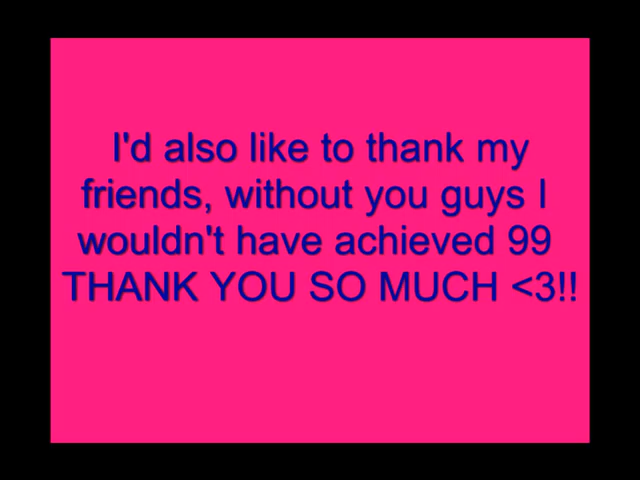 I'd also like to thank my
friends, without you guys I
wouldn't have achieved 99
THANK YOU SO MUCH <3!!